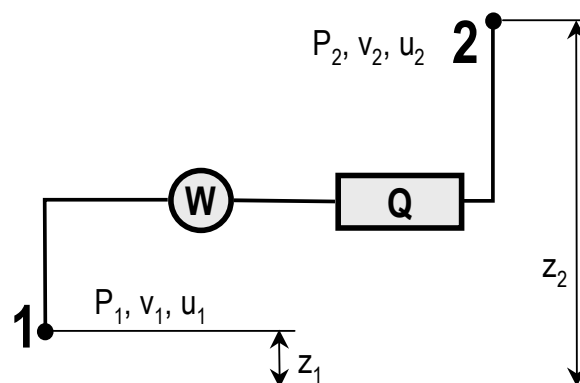 P₂, v₂, u₂ 2
W
Q
z₂
1 P₁, v₁, u₁
z₁